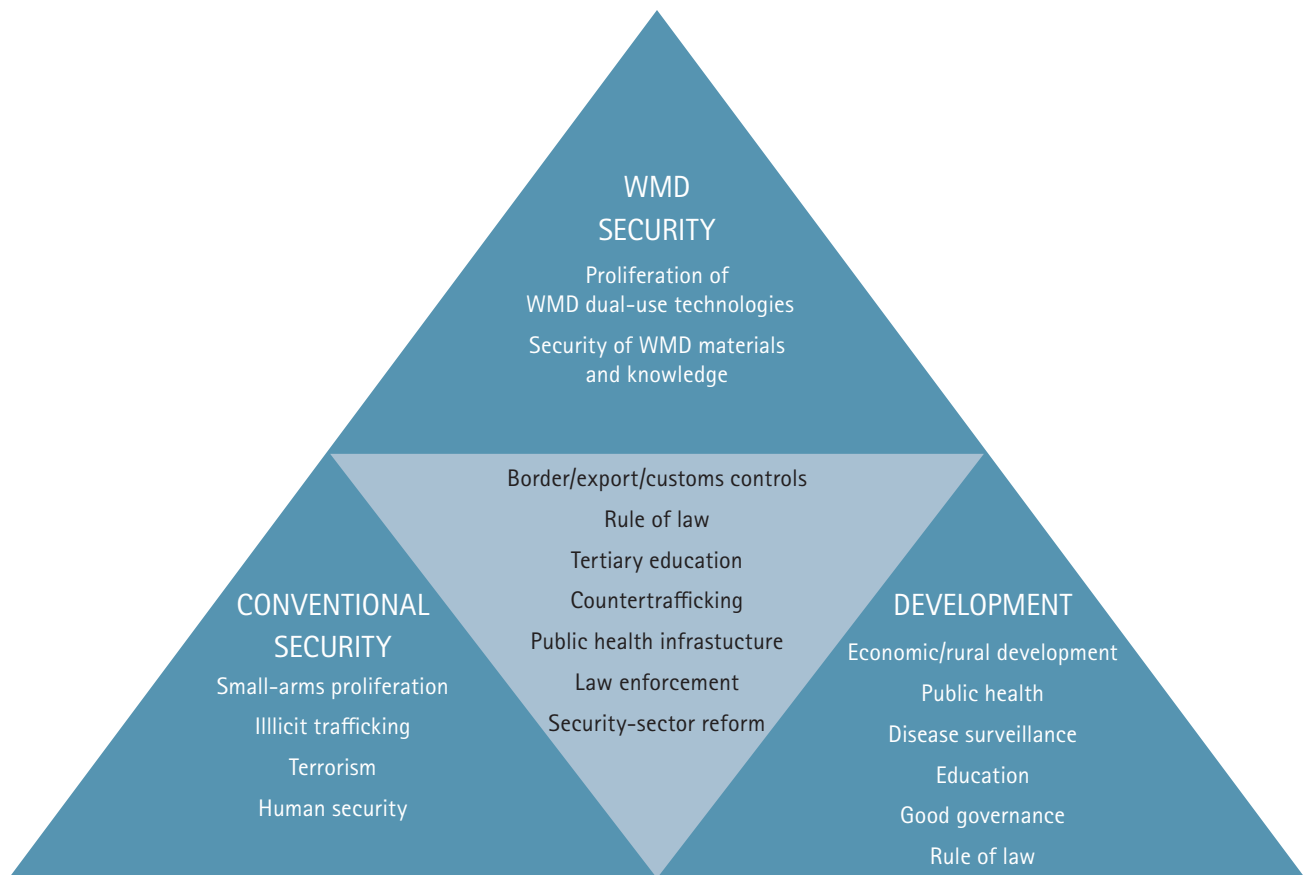 WMD
SECURITY
Proliferation of
WMD dual-use technologies
Security of WMD materials
and knowledge
Border/export/customs controls
Rule of law
Tertiary education
Countertrafficking
Public health infrastucture
Law enforcement
Security-sector reform
CONVENTIONAL
SECURITY
Small-arms proliferation
Illlicit trafficking
Terrorism
Human security
DEVELOPMENT
Economic/rural development
Public health
Disease surveillance
Education
Good governance
Rule of law